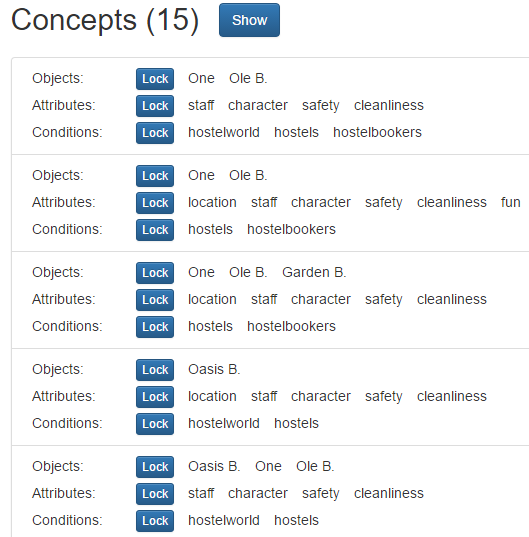 Concepts (15) Show
Objects: Lock One Ole B.
Attributes: Lock staff character safety cleanliness
Conditions: Lock hostelworld hostels hostelbookers
Objects: Lock One Ole B.
Attributes: Lock location staff character safety cleanliness fun
Conditions: Lock hostels hostelbookers
Objects: Lock One Ole B. Garden B.
Attributes: Lock location staff character safety cleanliness
Conditions: Lock hostels hostelbookers
Objects: Lock Oasis B.
Attributes: Lock location staff character safety cleanliness
Conditions: Lock hostelworld hostels
Objects: Lock Oasis B. One Ole B.
Attributes: Lock staff character safety cleanliness
Conditions: Lock hostelworld hostels